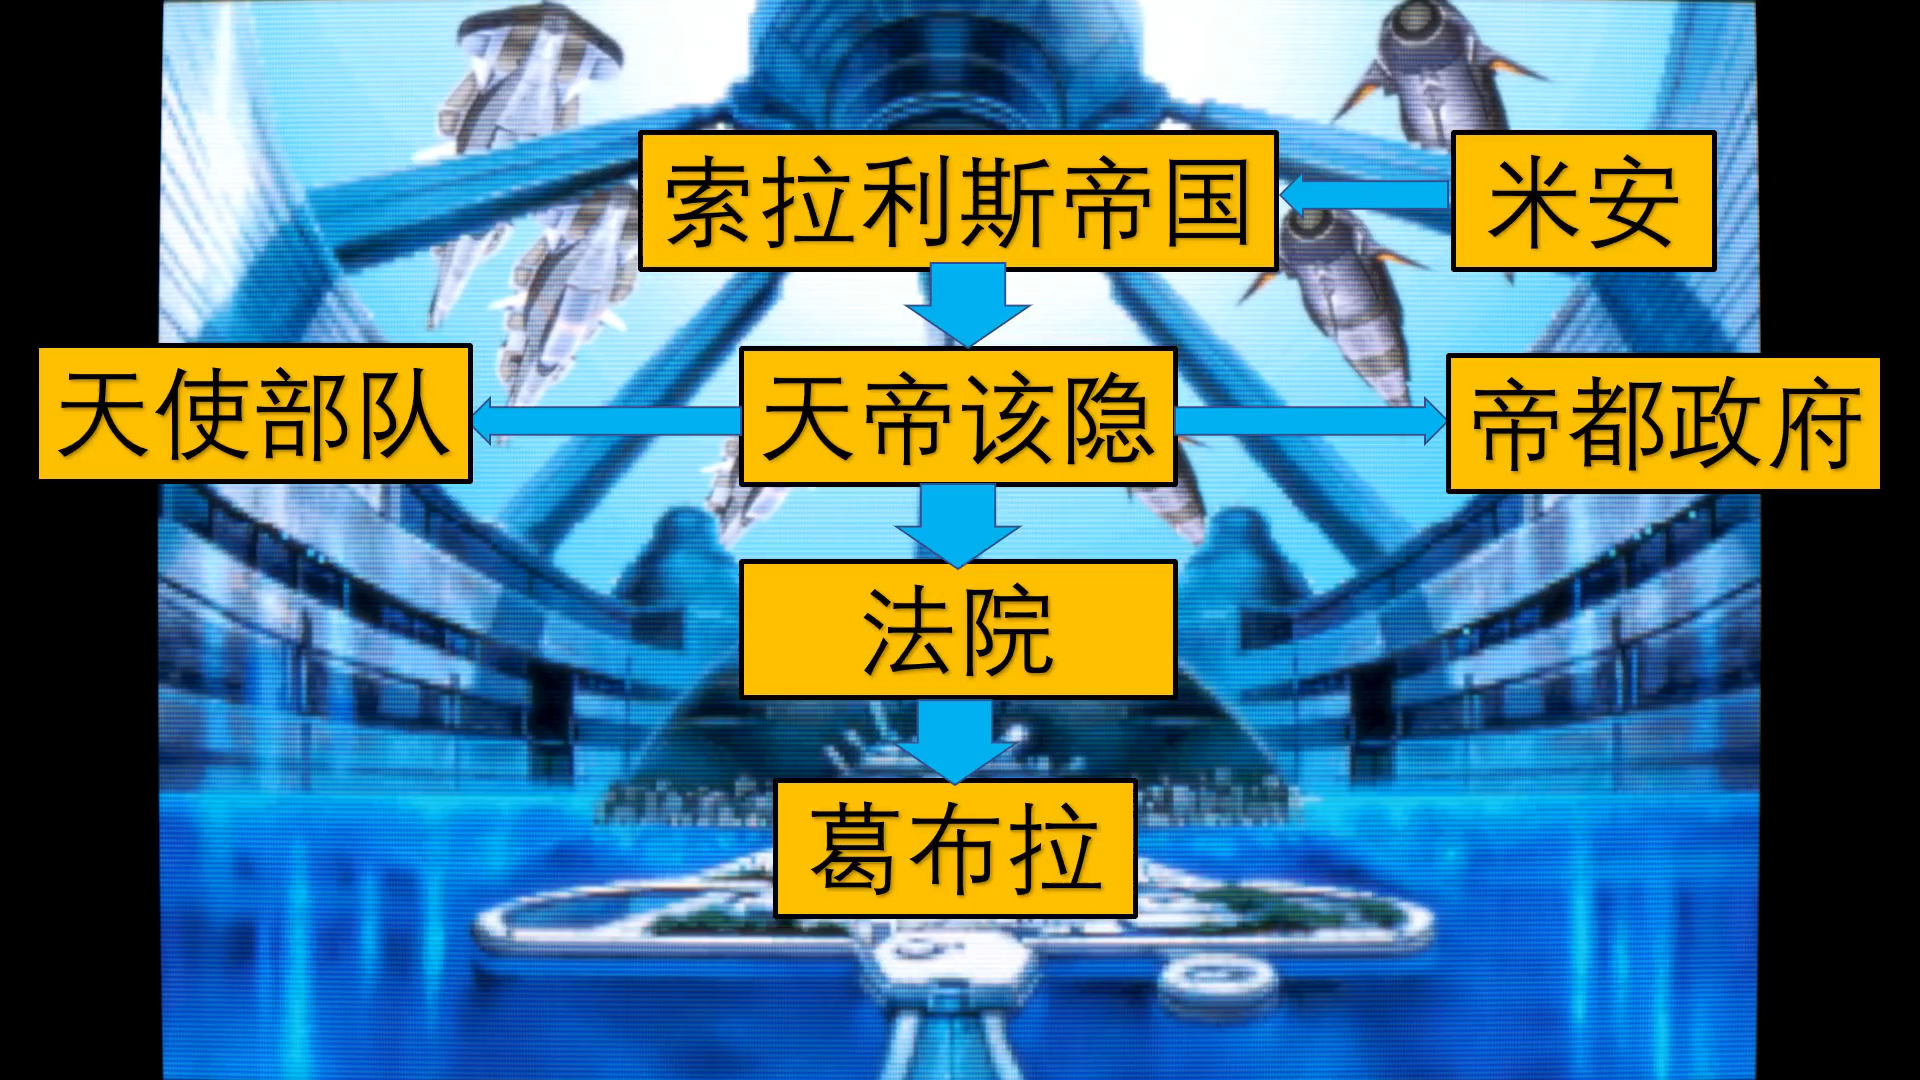 索拉利斯帝国
米安
天使部队
天帝该隐
帝都政府
法院
葛布拉